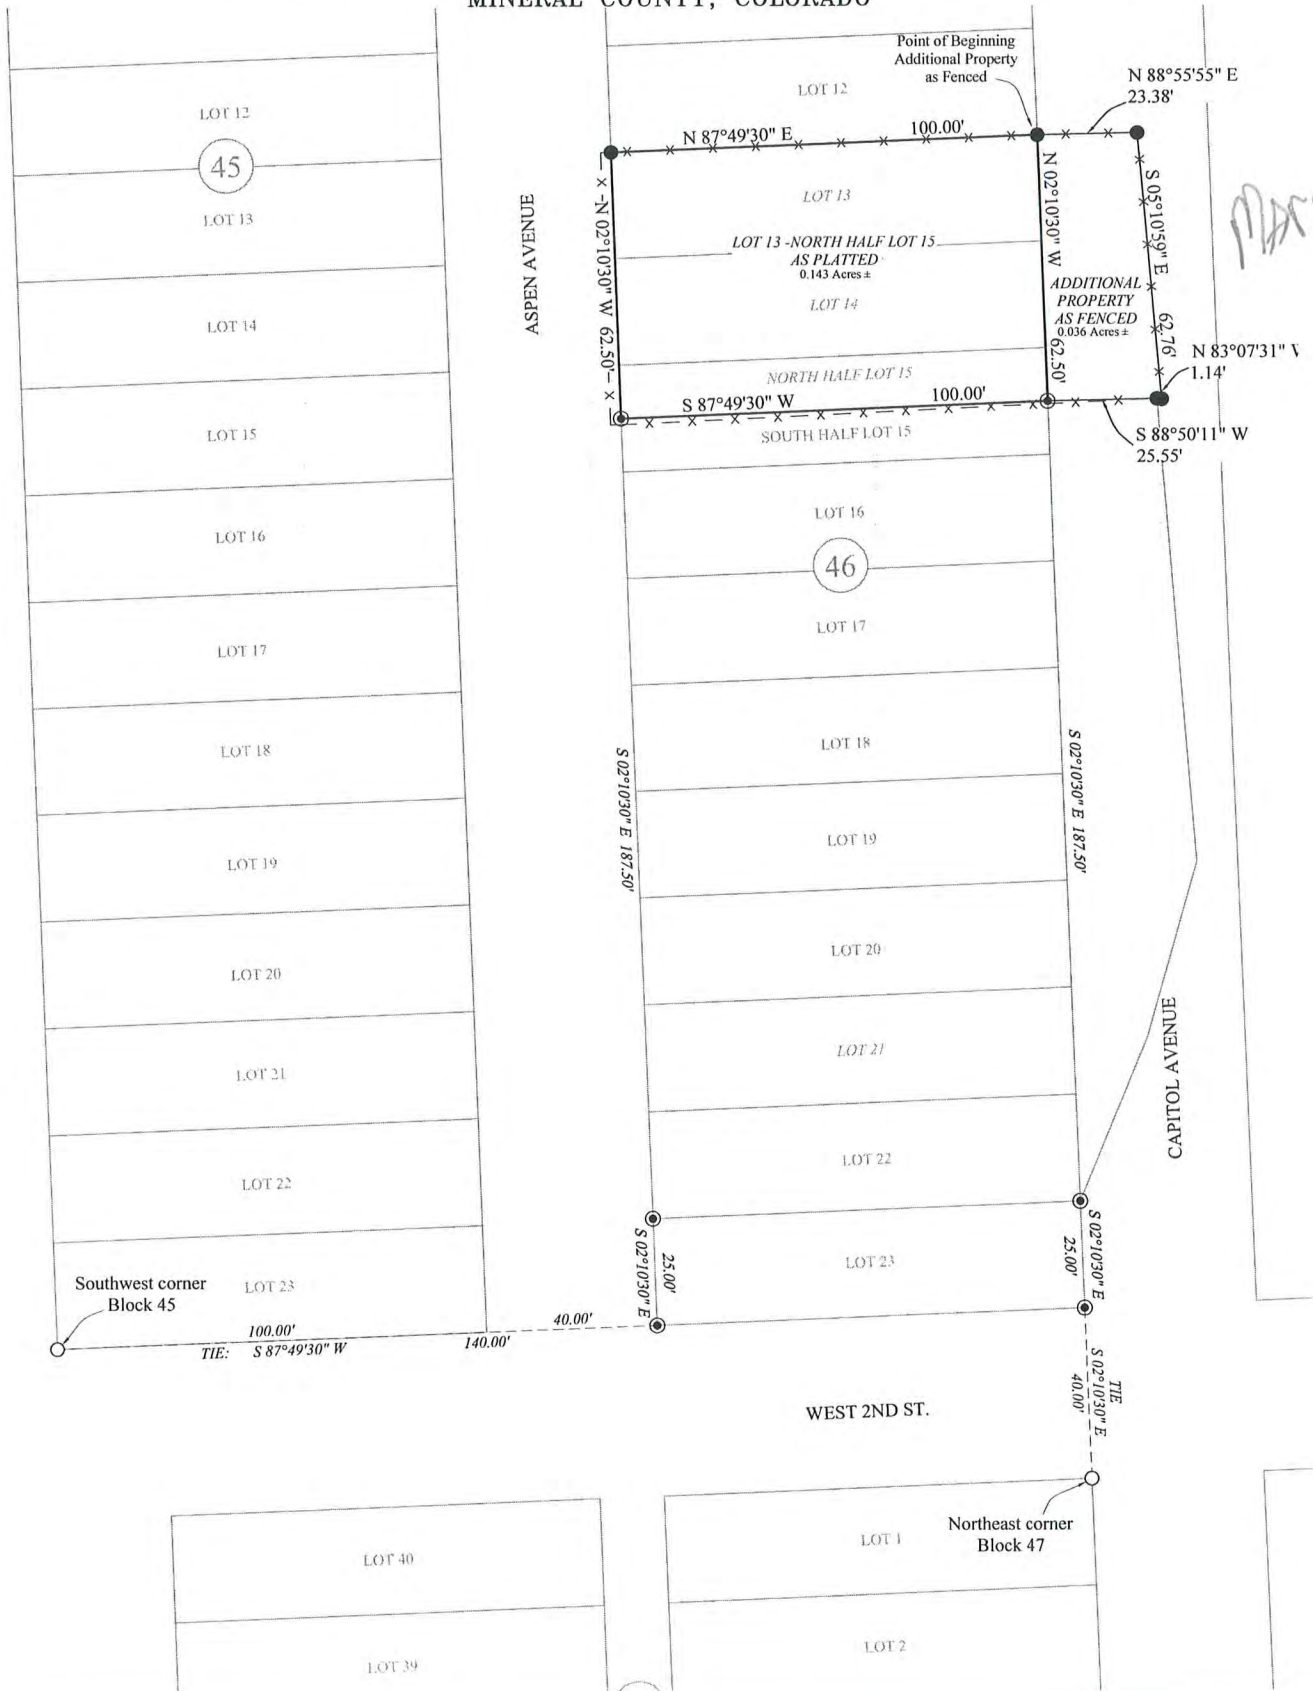 MINERAL COUNTY, COLORADO
Point of Beginning
Additional Property
as Fenced
N 88°55'55" E
23.38'
LOT 12
45
LOT 13
LOT 14
LOT 15
LOT 16
LOT 17
LOT 18
LOT 19
LOT 20
LOT 21
LOT 22
LOT 23
Southwest corner
Block 45
100.00'
TIE: S 87°49'30" W
140.00'
40.00'
ASPEN AVENUE
LOT 12
N 87°49'30" E
100.00'
N 02°10'30" W 62.50'
LOT 13
LOT 13 -NORTH HALF LOT 15
AS PLATTED
0.143 Acres ±
LOT 14
NORTH HALF LOT 15
S 87°49'30" W
100.00'
N 02°10'30" W
62.50'
ADDITIONAL
PROPERTY
AS FENCED
0.036 Acres ±
S 05°10'59" E
62.76'
N 83°07'31"
1.14'
S 88°50'11" W
25.55'
SOUTH HALF LOT 15
LOT 16
46
LOT 17
LOT 18
LOT 19
LOT 20
LOT 21
LOT 22
LOT 23
S 02°10'30" E 187.50'
S 02°10'30" E 187.50'
CAPITOL AVENUE
S 02°10'30" E
25.00'
S 02°10'30" E
25.00'
TIE
S 02°10'30" E
40.00'
WEST 2ND ST.
Northeast corner
Block 47
LOT 40
LOT 39
LOT 1
LOT 2